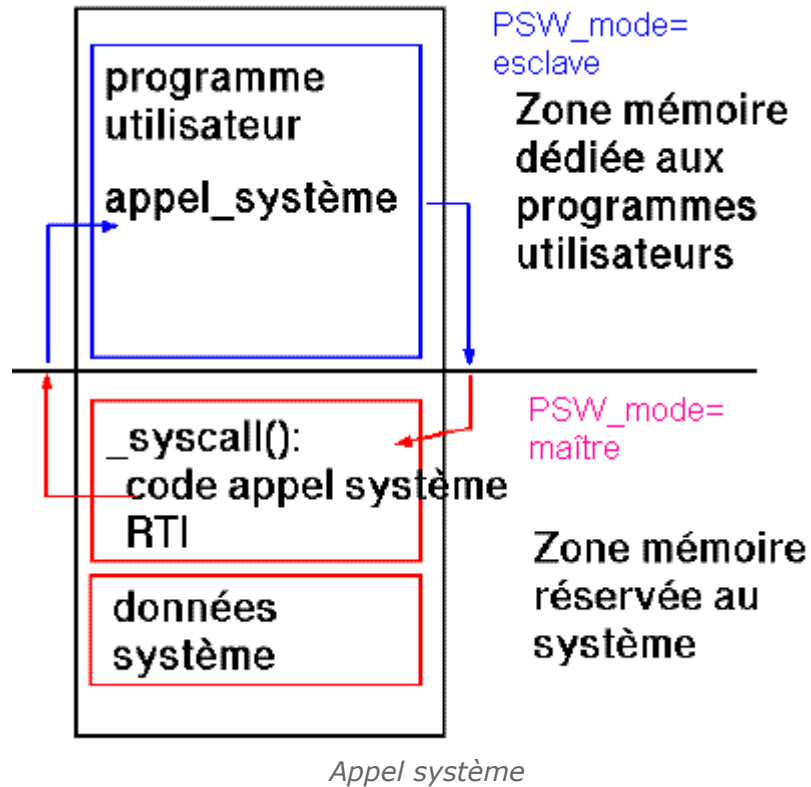 programme
utilisateur
appel_système
PSW_mode=
esclave
Zone mémoire
dédiée aux
programmes
utilisateurs
_syscall():
code appel système
RTI
données
système
PSW_mode=
maître
Zone mémoire
réservée au
système
Appel système